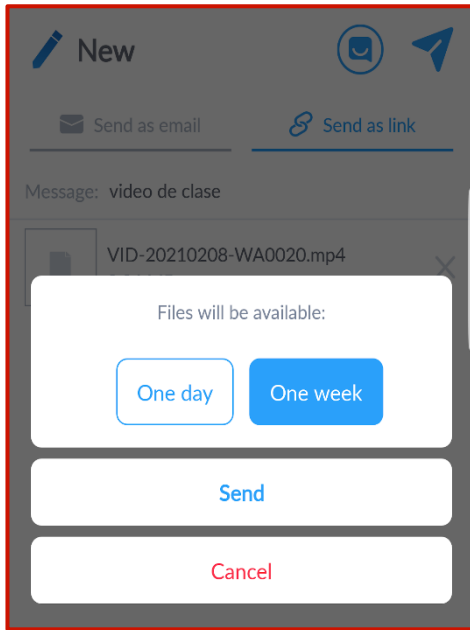 New
Send as email
Send as link
Message: video de clase
VID-20210208-WA0020.mp4
Files will be available:
One day
One week
Send
Cancel